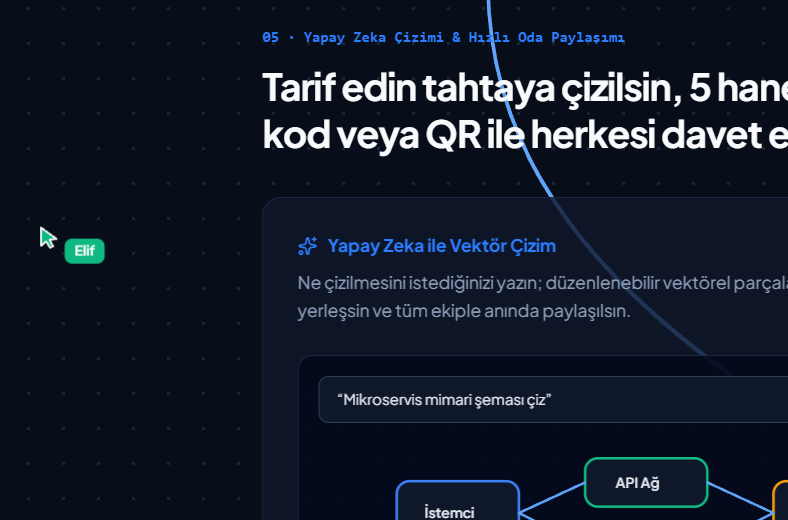 05 · Yapay Zeka Çizimi & Hızlı Oda Paylaşımı
Tarif edin tahtaya çizilsin, 5 hane
kod veya QR ile herkesi davet e
Elif
Yapay Zeka ile Vektör Çizim
Ne çizilmesini istediğinizi yazın; düzenlenebilir vektörel parçala
yerleşsin ve tüm ekiple anında paylaşılsın.
“Mikroservis mimari şeması çiz”
API Ağ
İstemci